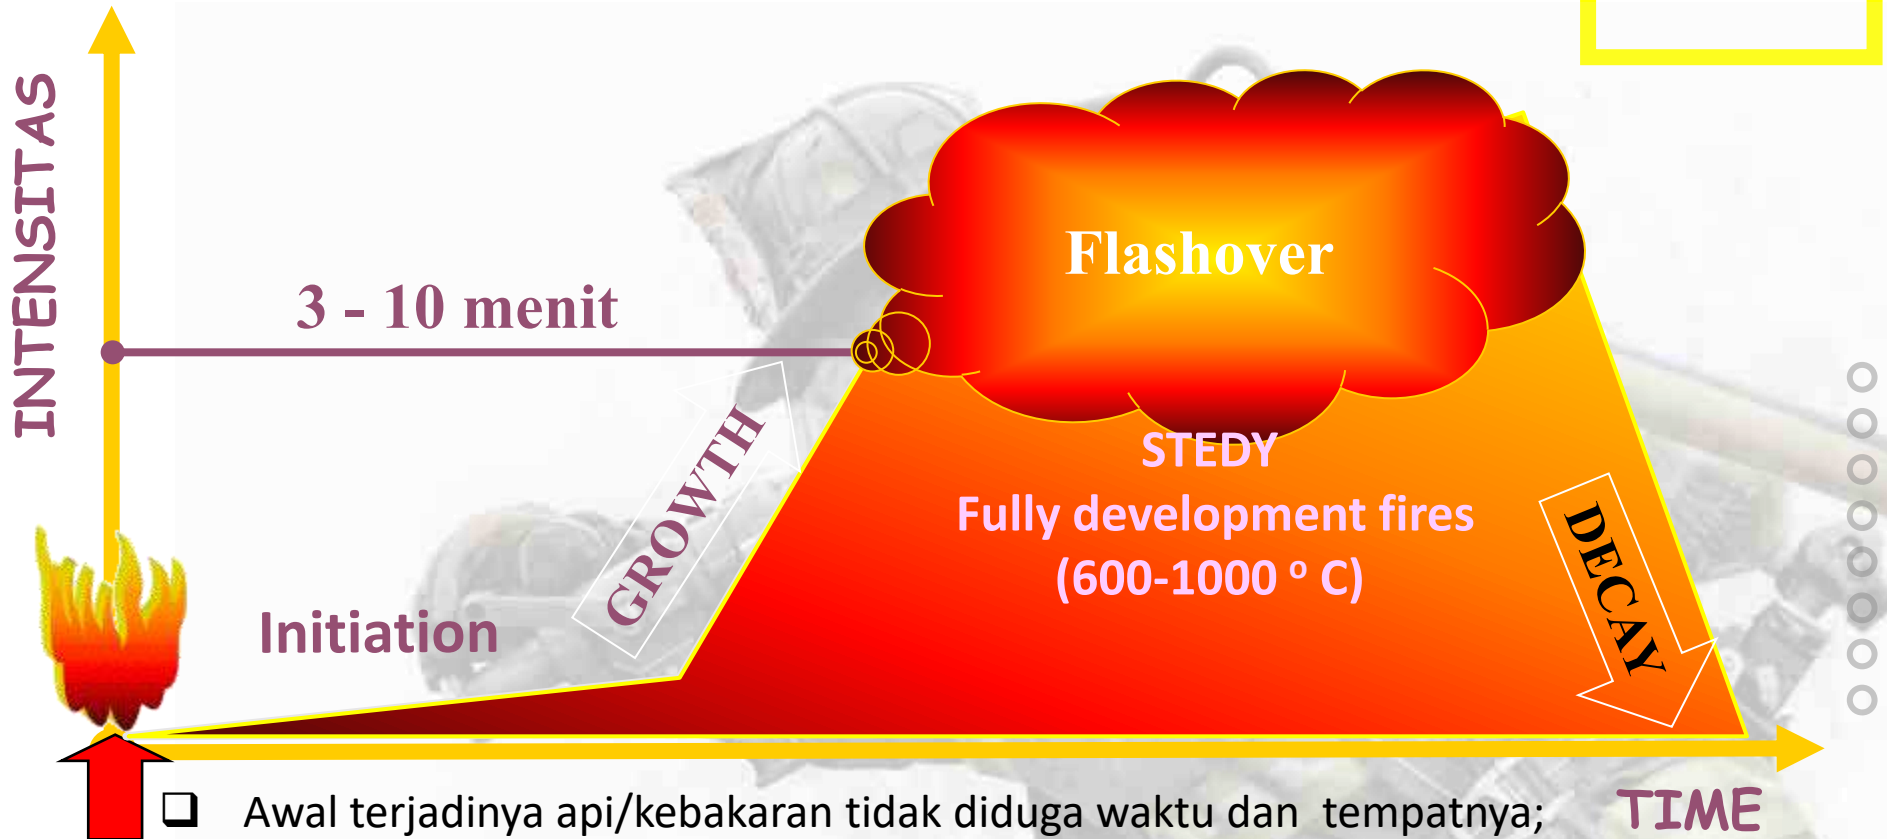 INTENSITAS
Flashover
3 - 10 menit
GROWTH
STEDY
Fully development fires
(600-1000 ° C)
DECAY
Initiation
Awal terjadinya api/kebakaran tidak diduga waktu dan tempatnya;
TIME